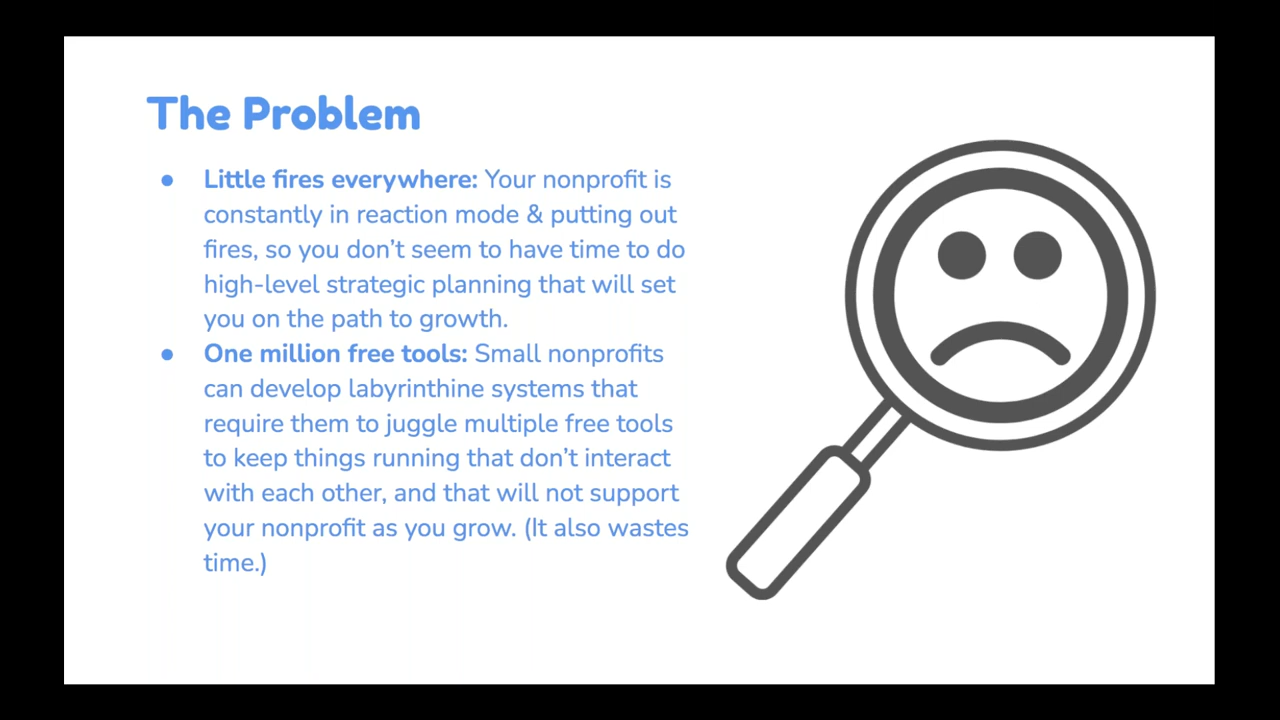 The Problem
● Little fires everywhere: Your nonprofit is
constantly in reaction mode & putting out
fires, so you don’t seem to have time to do
high-level strategic planning that will set
you on the path to growth.
● One million free tools: Small nonprofits
can develop labyrinthine systems that
require them to juggle multiple free tools
to keep things running that don’t interact
with each other, and that will not support
your nonprofit as you grow. (It also wastes
time.)